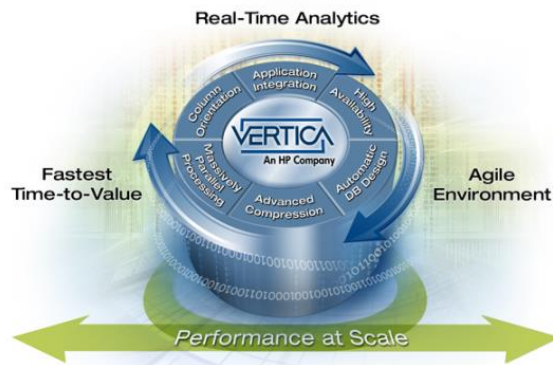 Real-Time Analytics
Application
Integration
Column
Orientation
High
Availability
VERTICA
An HP Company
Fastest
Time-to-Value
Massively
Parallel
Processing
Automatic
DB Design
Agile
Environment
Advanced
Compression
Performance at Scale